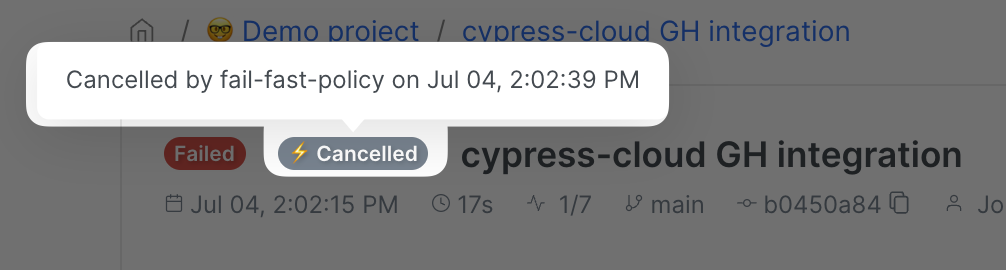 / 🤓 Demo project / cypress-cloud GH integration
Cancelled by fail-fast-policy on Jul 04, 2:02:39 PM
Failed ⚡ Cancelled cypress-cloud GH integration
Jul 04, 2:02:15 PM 17s 1/7 main b0450a84 Jo